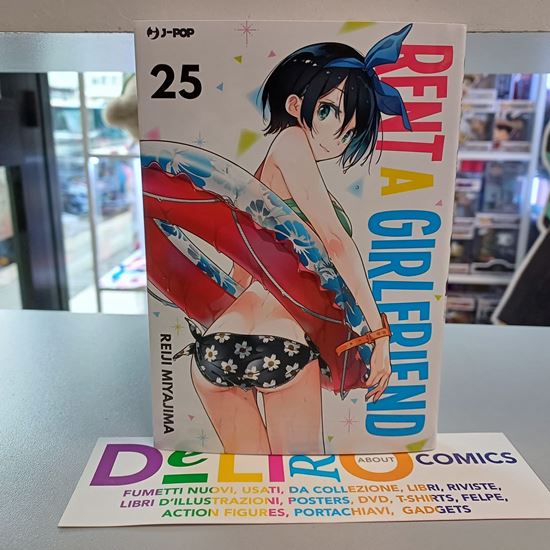 J-POP
25
RENT A GIRLFRIEND
REIJI MIYAJIMA
DeLiRiO
ABOUT COMICS
FUMETTI NUOVI, USATI, DA COLLEZIONE, LIBRI, RIVISTE,
LIBRI D'ILLUSTRAZIONI, POSTERS, DVD, T-SHIRTS, FELPE,
ACTION FIGURES, PORTACHIAVI, GADGETS